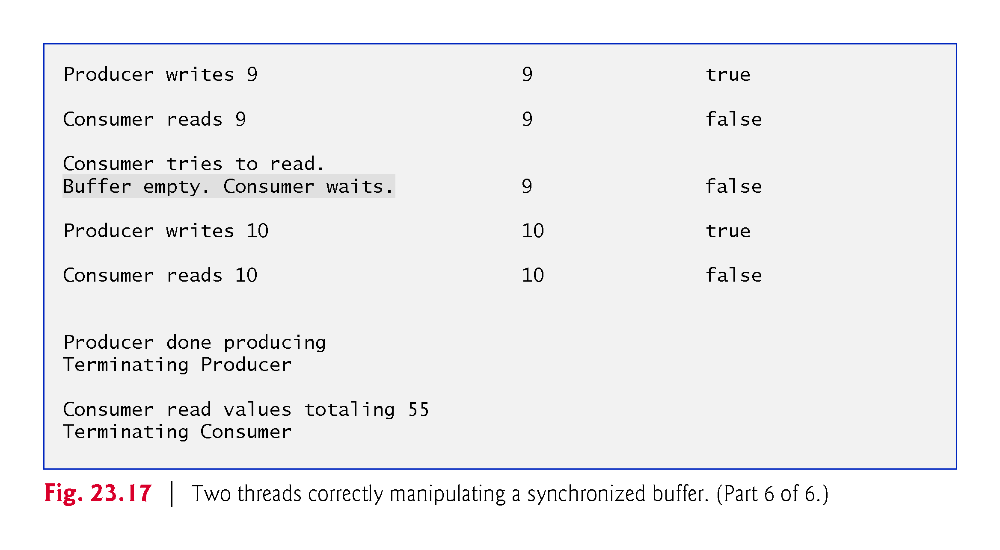 Producer writes 9 9 true
Consumer reads 9 9 false
Consumer tries to read.
Buffer empty. Consumer waits. 9 false
Producer writes 10 10 true
Consumer reads 10 10 false
Producer done producing
Terminating Producer
Consumer read values totaling 55
Terminating Consumer
Fig. 23.17 | Two threads correctly manipulating a synchronized buffer. (Part 6 of 6.)